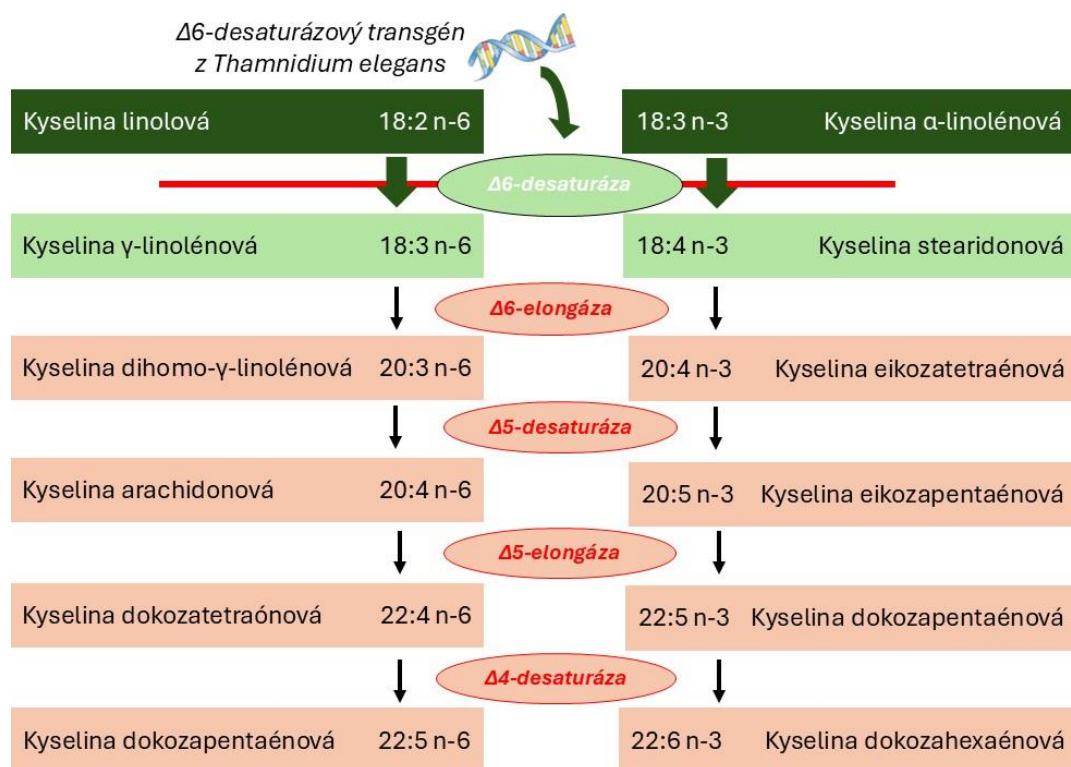 Δ6-desaturázový transgén
z Thamnidium elegans
Kyselina linolová 18:2 n-6 18:3 n-3 Kyselina α-linolénová
Δ6-desaturáza
Kyselina γ-linolénová 18:3 n-6 18:4 n-3 Kyselina stearidonová
Δ6-elongáza
Kyselina dihomo-γ-linolénová 20:3 n-6 20:4 n-3 Kyselina eikozatetraénová
Δ5-desaturáza
Kyselina arachidonová 20:4 n-6 20:5 n-3 Kyselina eikozapentaénová
Δ5-elongáza
Kyselina dokozatetraónová 22:4 n-6 22:5 n-3 Kyselina dokozapentaénová
Δ4-desaturáza
Kyselina dokozapentaénová 22:5 n-6 22:6 n-3 Kyselina dokozahexaénová